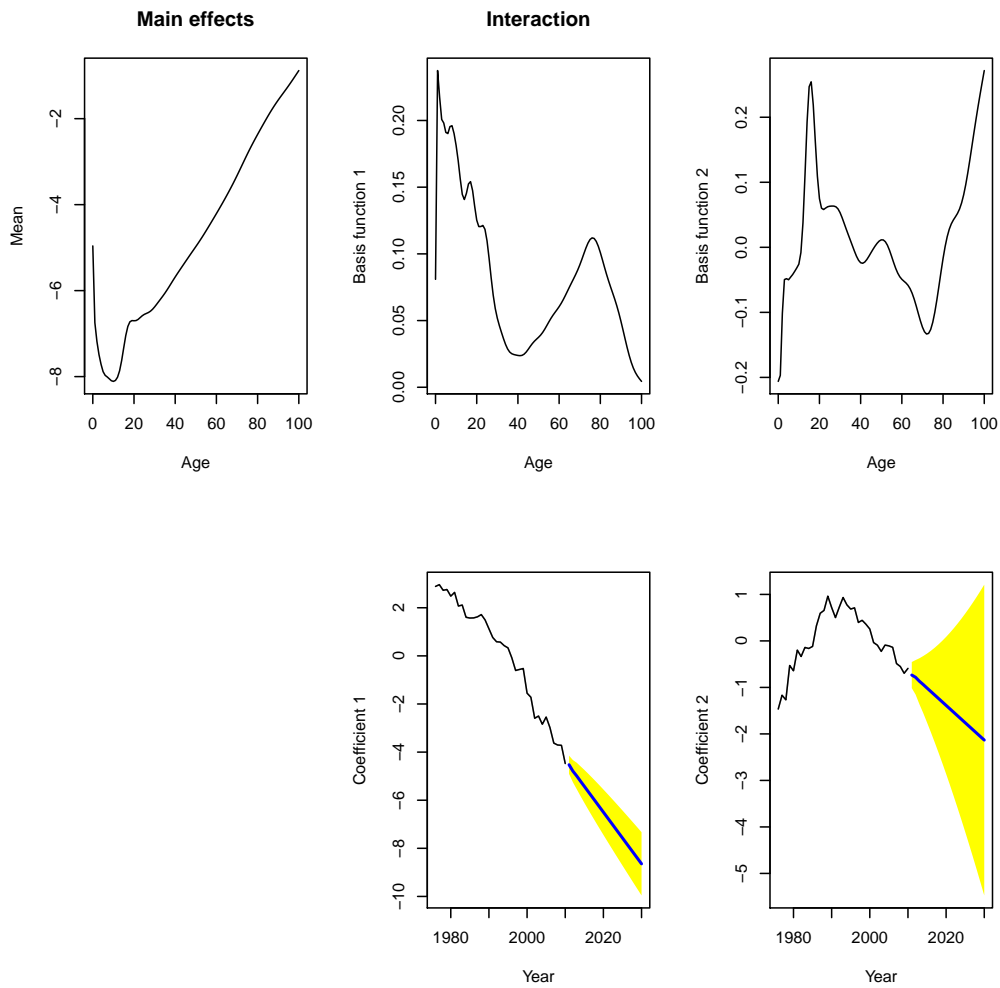 Main effects
Interaction
Mean
−2
−4
−6
−8
0 20 40 60 80 100
Age
Basis function 1
0.20
0.15
0.10
0.05
0.00
0 20 40 60 80 100
Age
Basis function 2
0.2
0.1
0.0
−0.1
−0.2
0 20 40 60 80 100
Age
Coefficient 1
2
0
−2
−4
−6
−8
−10
1980 2000 2020
Year
Coefficient 2
1
0
−1
−2
−3
−4
−5
1980 2000 2020
Year